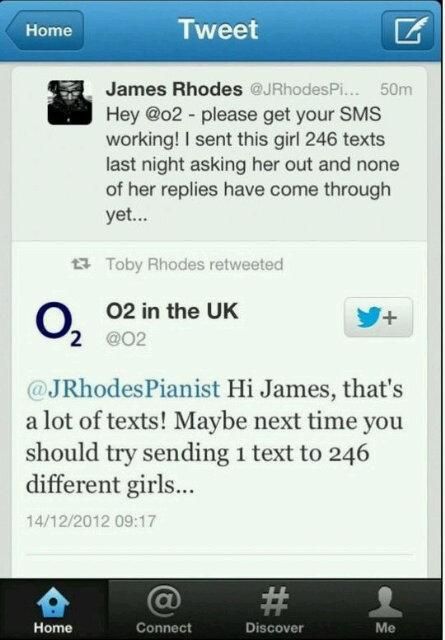 Home
Tweet
James Rhodes @JRhodesPi... 50m
Hey @o2 - please get your SMS
working! I sent this girl 246 texts
last night asking her out and none
of her replies have come through
yet...
Toby Rhodes retweeted
O2
O2 in the UK
@O2
+
@JRhodesPianist Hi James, that's
a lot of texts! Maybe next time you
should try sending 1 text to 246
different girls...
14/12/2012 09:17
Home
@
Connect
#
Discover
Me